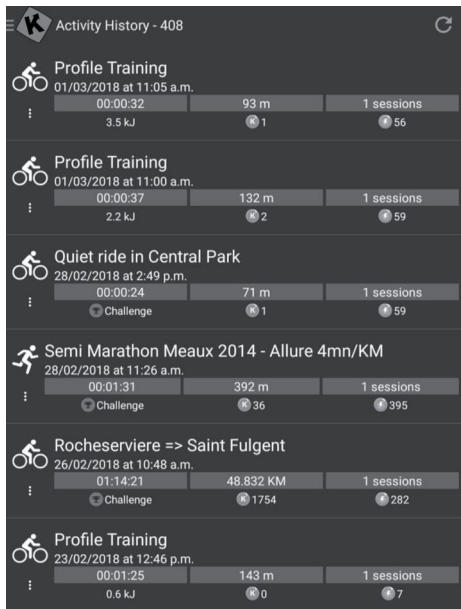 K Activity History - 408
Profile Training
01/03/2018 at 11:05 a.m.
00:00:32 93 m 1 sessions
3.5 kJ K 1 56
Profile Training
01/03/2018 at 11:00 a.m.
00:00:37 132 m 1 sessions
2.2 kJ K 2 59
Quiet ride in Central Park
28/02/2018 at 2:49 p.m.
00:00:24 71 m 1 sessions
Challenge K 1 59
Semi Marathon Meaux 2014 - Allure 4mn/KM
28/02/2018 at 11:26 a.m.
00:01:31 392 m 1 sessions
Challenge K 36 395
Rocheserviere => Saint Fulgent
26/02/2018 at 10:48 a.m.
01:14:21 48.832 KM 1 sessions
Challenge K 1754 282
Profile Training
23/02/2018 at 12:46 p.m.
00:01:25 143 m 1 sessions
0.6 kJ K 0 7